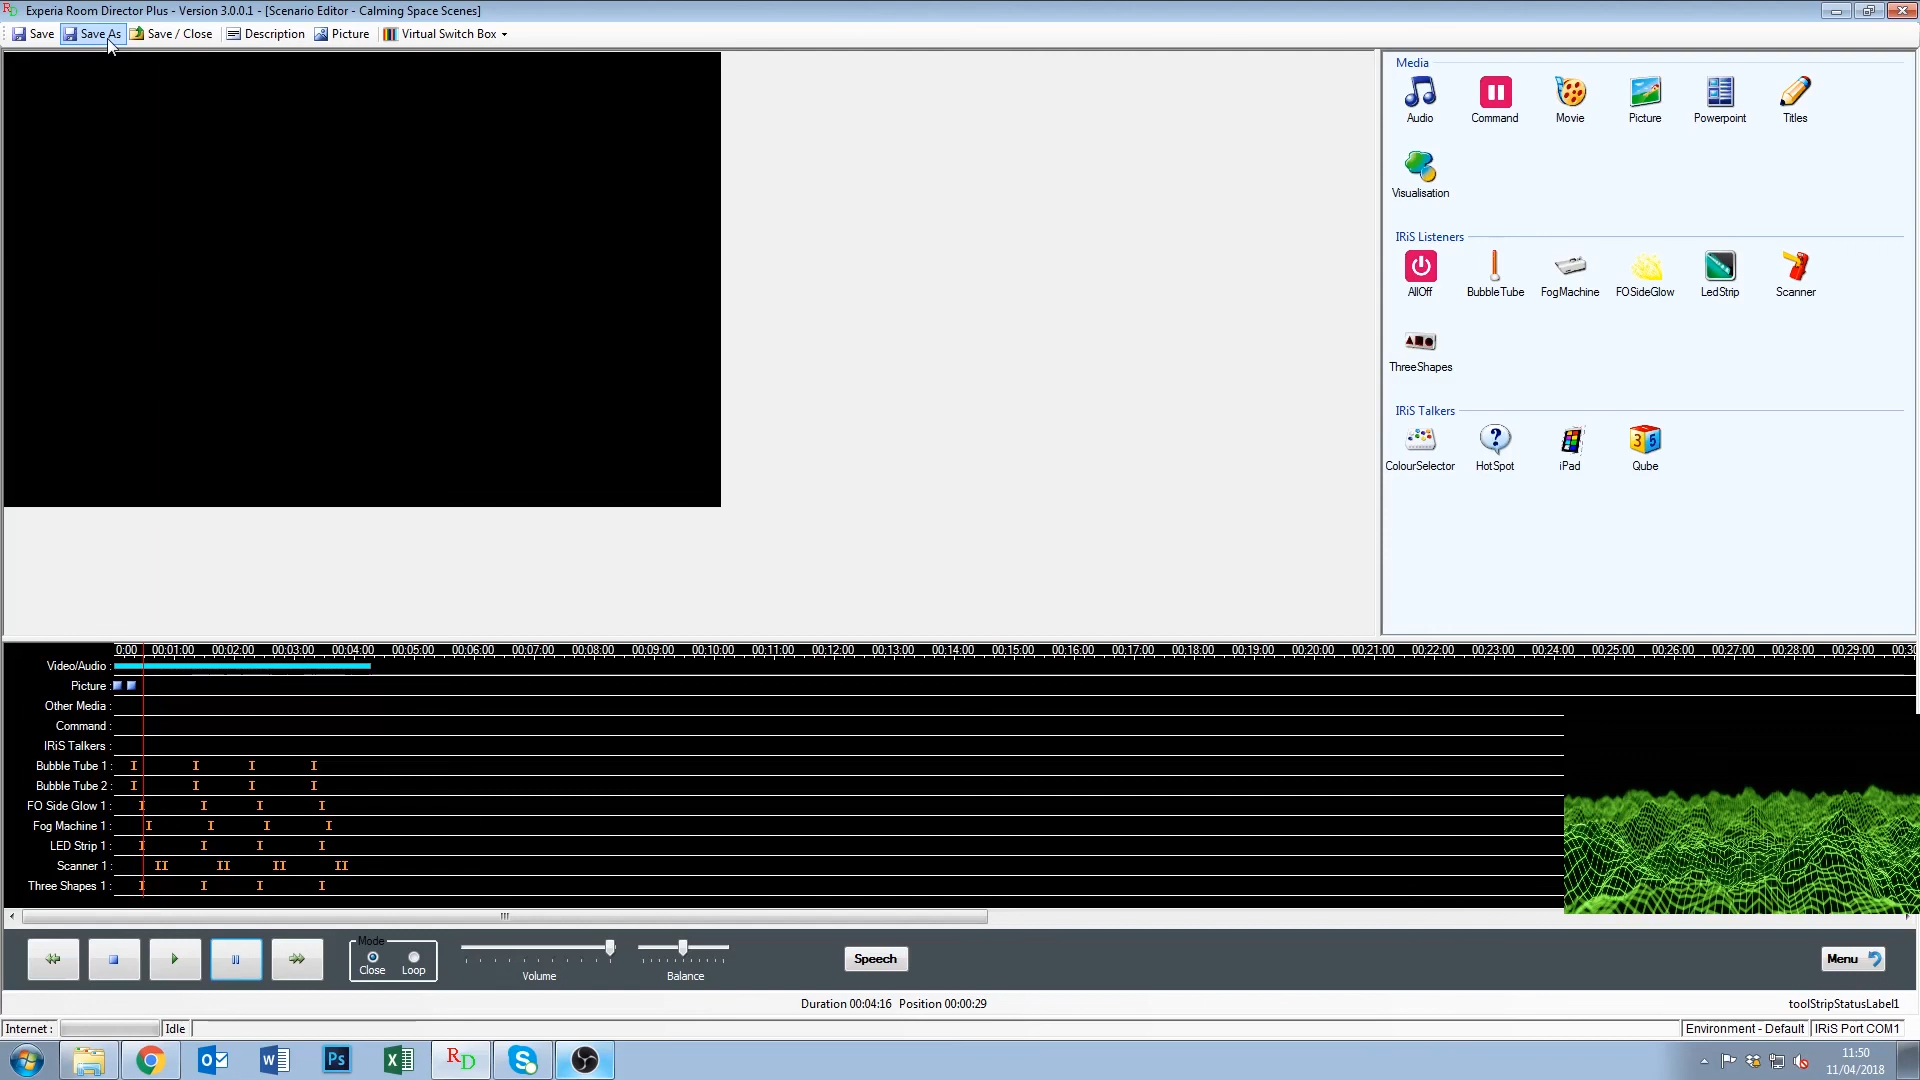 Experia Room Director Plus - Version 3.0.0.1 - [Scenario Editor - Calming Space Scenes]
Save Save As Save / Close Description Picture Virtual Switch Box
Media
Audio Command Movie Picture Powerpoint Titles
Visualisation
IRiS Listeners
AllOff BubbleTube FogMachine FOSideGlow LedStrip Scanner
ThreeShapes
IRiS Talkers
ColourSelector HotSpot iPad Qube
0:00 00:01:00 00:02:00 00:03:00 00:04:00 00:05:00 00:06:00 00:07:00 00:08:00 00:09:00 00:10:00 00:11:00 00:12:00 00:13:00 00:14:00 00:15:00 00:16:00 00:17:00 00:18:00 00:19:00 00:20:00 00:21:00 00:22:00 00:23:00 00:24:00 00:25:00 00:26:00 00:27:00 00:28:00 00:29:00 00:30
Video/Audio :
Picture :
Other Media :
Command :
IRiS Talkers :
Bubble Tube 1 :
Bubble Tube 2 :
FO Side Glow 1 :
Fog Machine 1 :
LED Strip 1 :
Scanner 1 :
Three Shapes 1 :
Mode
Close Loop
Volume
Balance
Speech
Menu
Duration 00:04:16 Position 00:00:29
toolStripStatusLabel1
Internet : Idle
Environment - Default IRiS Port COM1
11:50
11/04/2018